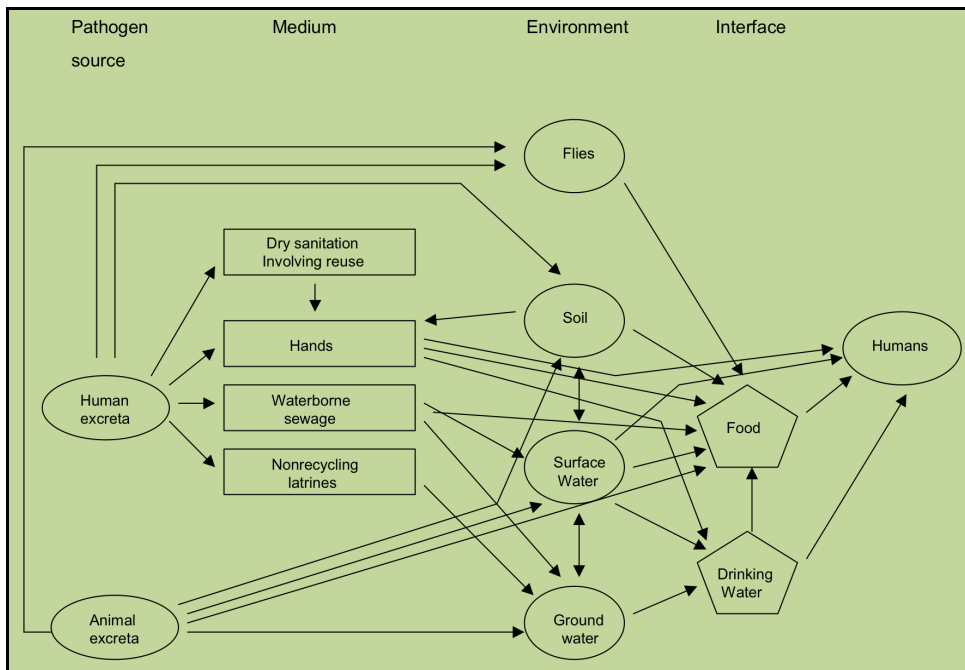 Pathogen
source
Medium
Environment
Interface
Flies
Dry sanitation
Involving reuse
Soil
Hands
Humans
Human
excreta
Waterborne
sewage
Food
Nonrecycling
latrines
Surface
Water
Drinking
Water
Animal
excreta
Ground
water